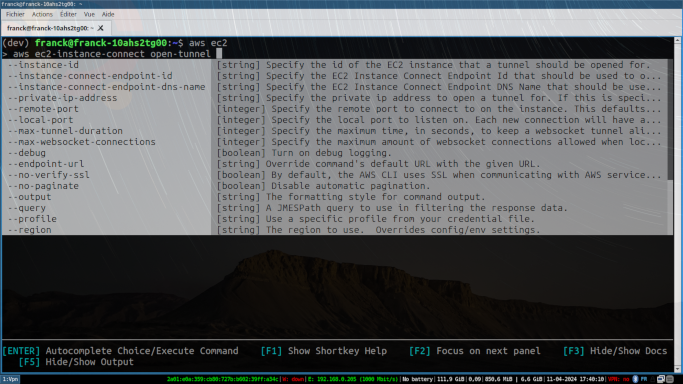 franck@franck-10ahs2tg00: ~
Fichier Actions Éditer Vue Aide
franck@franck-10ahs2tg00: ~
(dev) franck@franck-10ahs2tg00:~$ aws ec2
> aws ec2-instance-connect open-tunnel
--instance-id [string] Specify the id of the EC2 instance that a tunnel should be opened for.
--instance-connect-endpoint-id [string] Specify the EC2 Instance Connect Endpoint Id that should be used to o...
--instance-connect-endpoint-dns-name [string] Specify the EC2 Instance Connect Endpoint DNS Name that should be use...
--private-ip-address [string] Specify the private ip address to open a tunnel for. If this is speci...
--remote-port [integer] Specify the remote port to connect to on the instance. This defaults...
--local-port [integer] Specify the local port to listen on. Each new connection will have a...
--max-tunnel-duration [integer] Specify the maximum time, in seconds, to keep a websocket tunnel ali...
--max-websocket-connections [integer] Specify the maximum amount of websocket connections allowed when loc...
--debug [boolean] Turn on debug logging.
--endpoint-url [string] Override command's default URL with the given URL.
--no-verify-ssl [boolean] By default, the AWS CLI uses SSL when communicating with AWS service...
--no-paginate [boolean] Disable automatic pagination.
--output [string] The formatting style for command output.
--query [string] A JMESPath query to use in filtering the response data.
--profile [string] Use a specific profile from your credential file.
--region [string] The region to use. Overrides config/env settings.
[ENTER] Autocomplete Choice/Execute Command [F1] Show Shortkey Help [F2] Focus on next panel [F3] Hide/Show Docs
[F5] Hide/Show Output
1:Vpn W: down E: 192.168.0.205 (1000 Mbit/s) No battery 111,9 GiB 0,09 850,6 MiB 6,6 GiB 11-04-2024 17:40:10 VPN: no FR